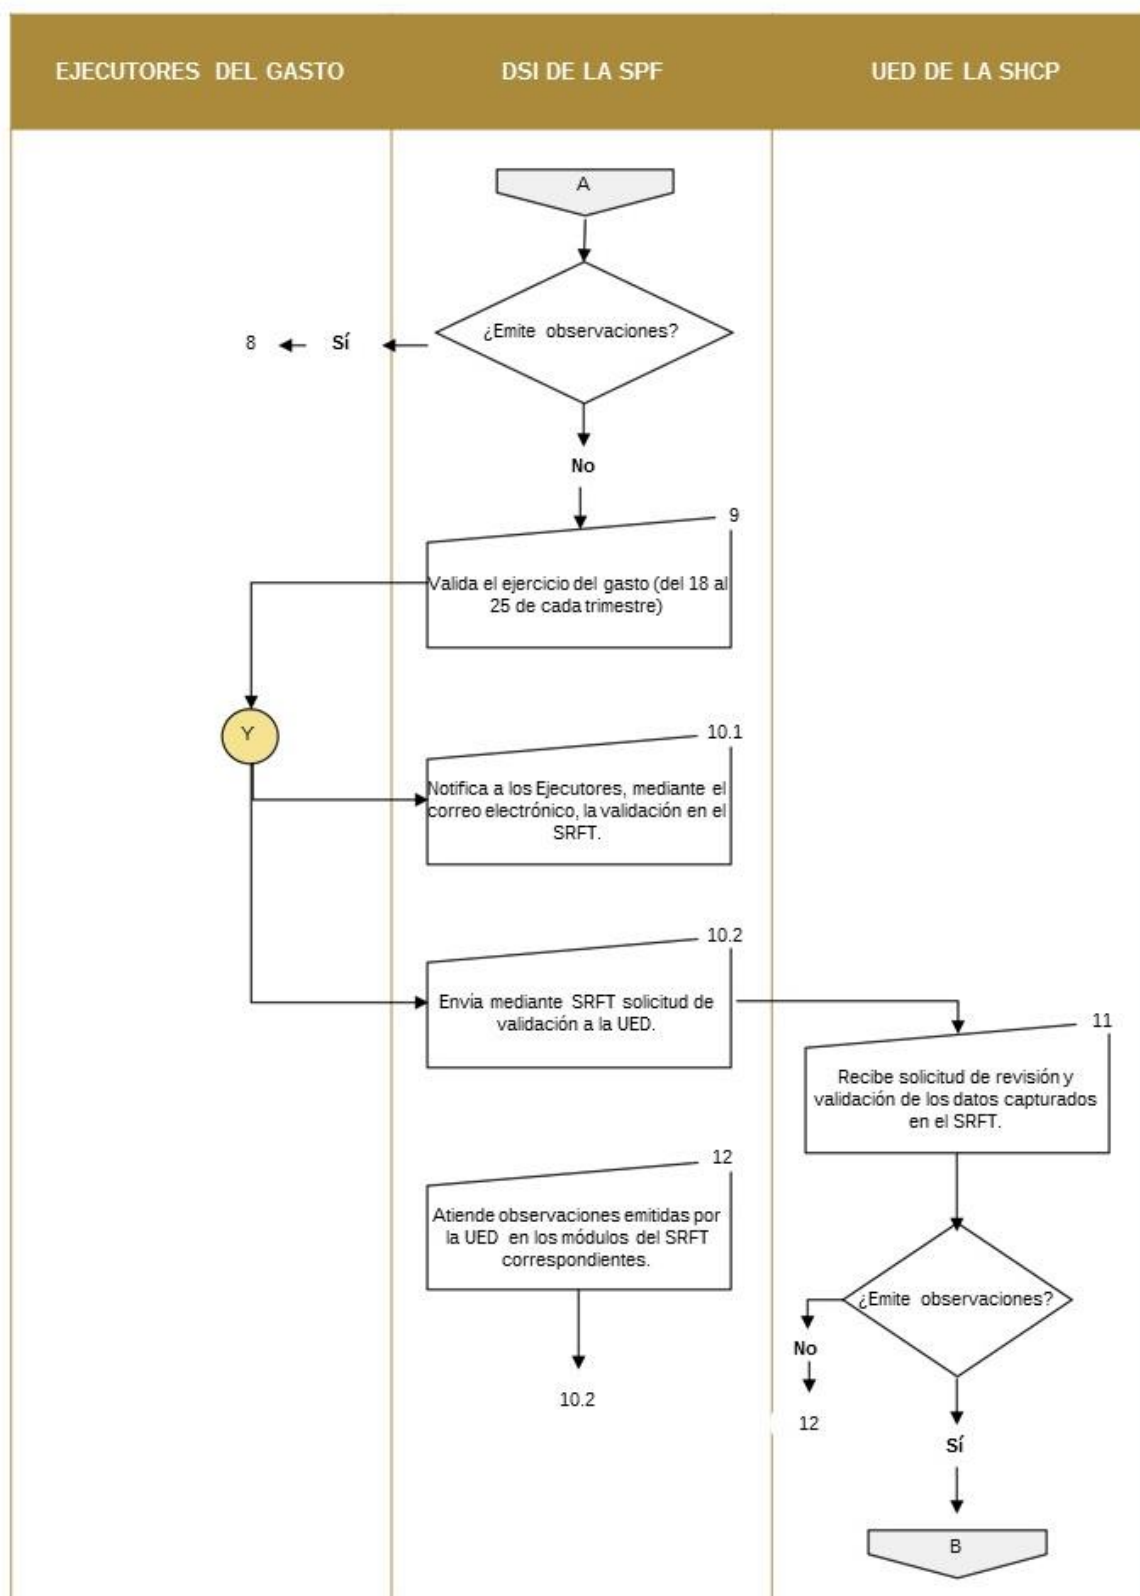 EJECUTORES DEL GASTO
DSI DE LA SPF
UED DE LA SHCP
A
¿Emite observaciones?
8
Sí
No
9
Valida el ejercicio del gasto (del 18 al
25 de cada trimestre)
Y
10.1
Notifica a los Ejecutores, mediante el
correo electrónico, la validación en el
SRFT.
10.2
Envia mediante SRFT solicitud de
validación a la UED.
11
Recibe solicitud de revisión y
validación de los datos capturados
en el SRFT.
12
Atiende observaciones emitidas por
la UED en los módulos del SRFT
correspondientes.
10.2
¿Emite observaciones?
No
12
Sí
B